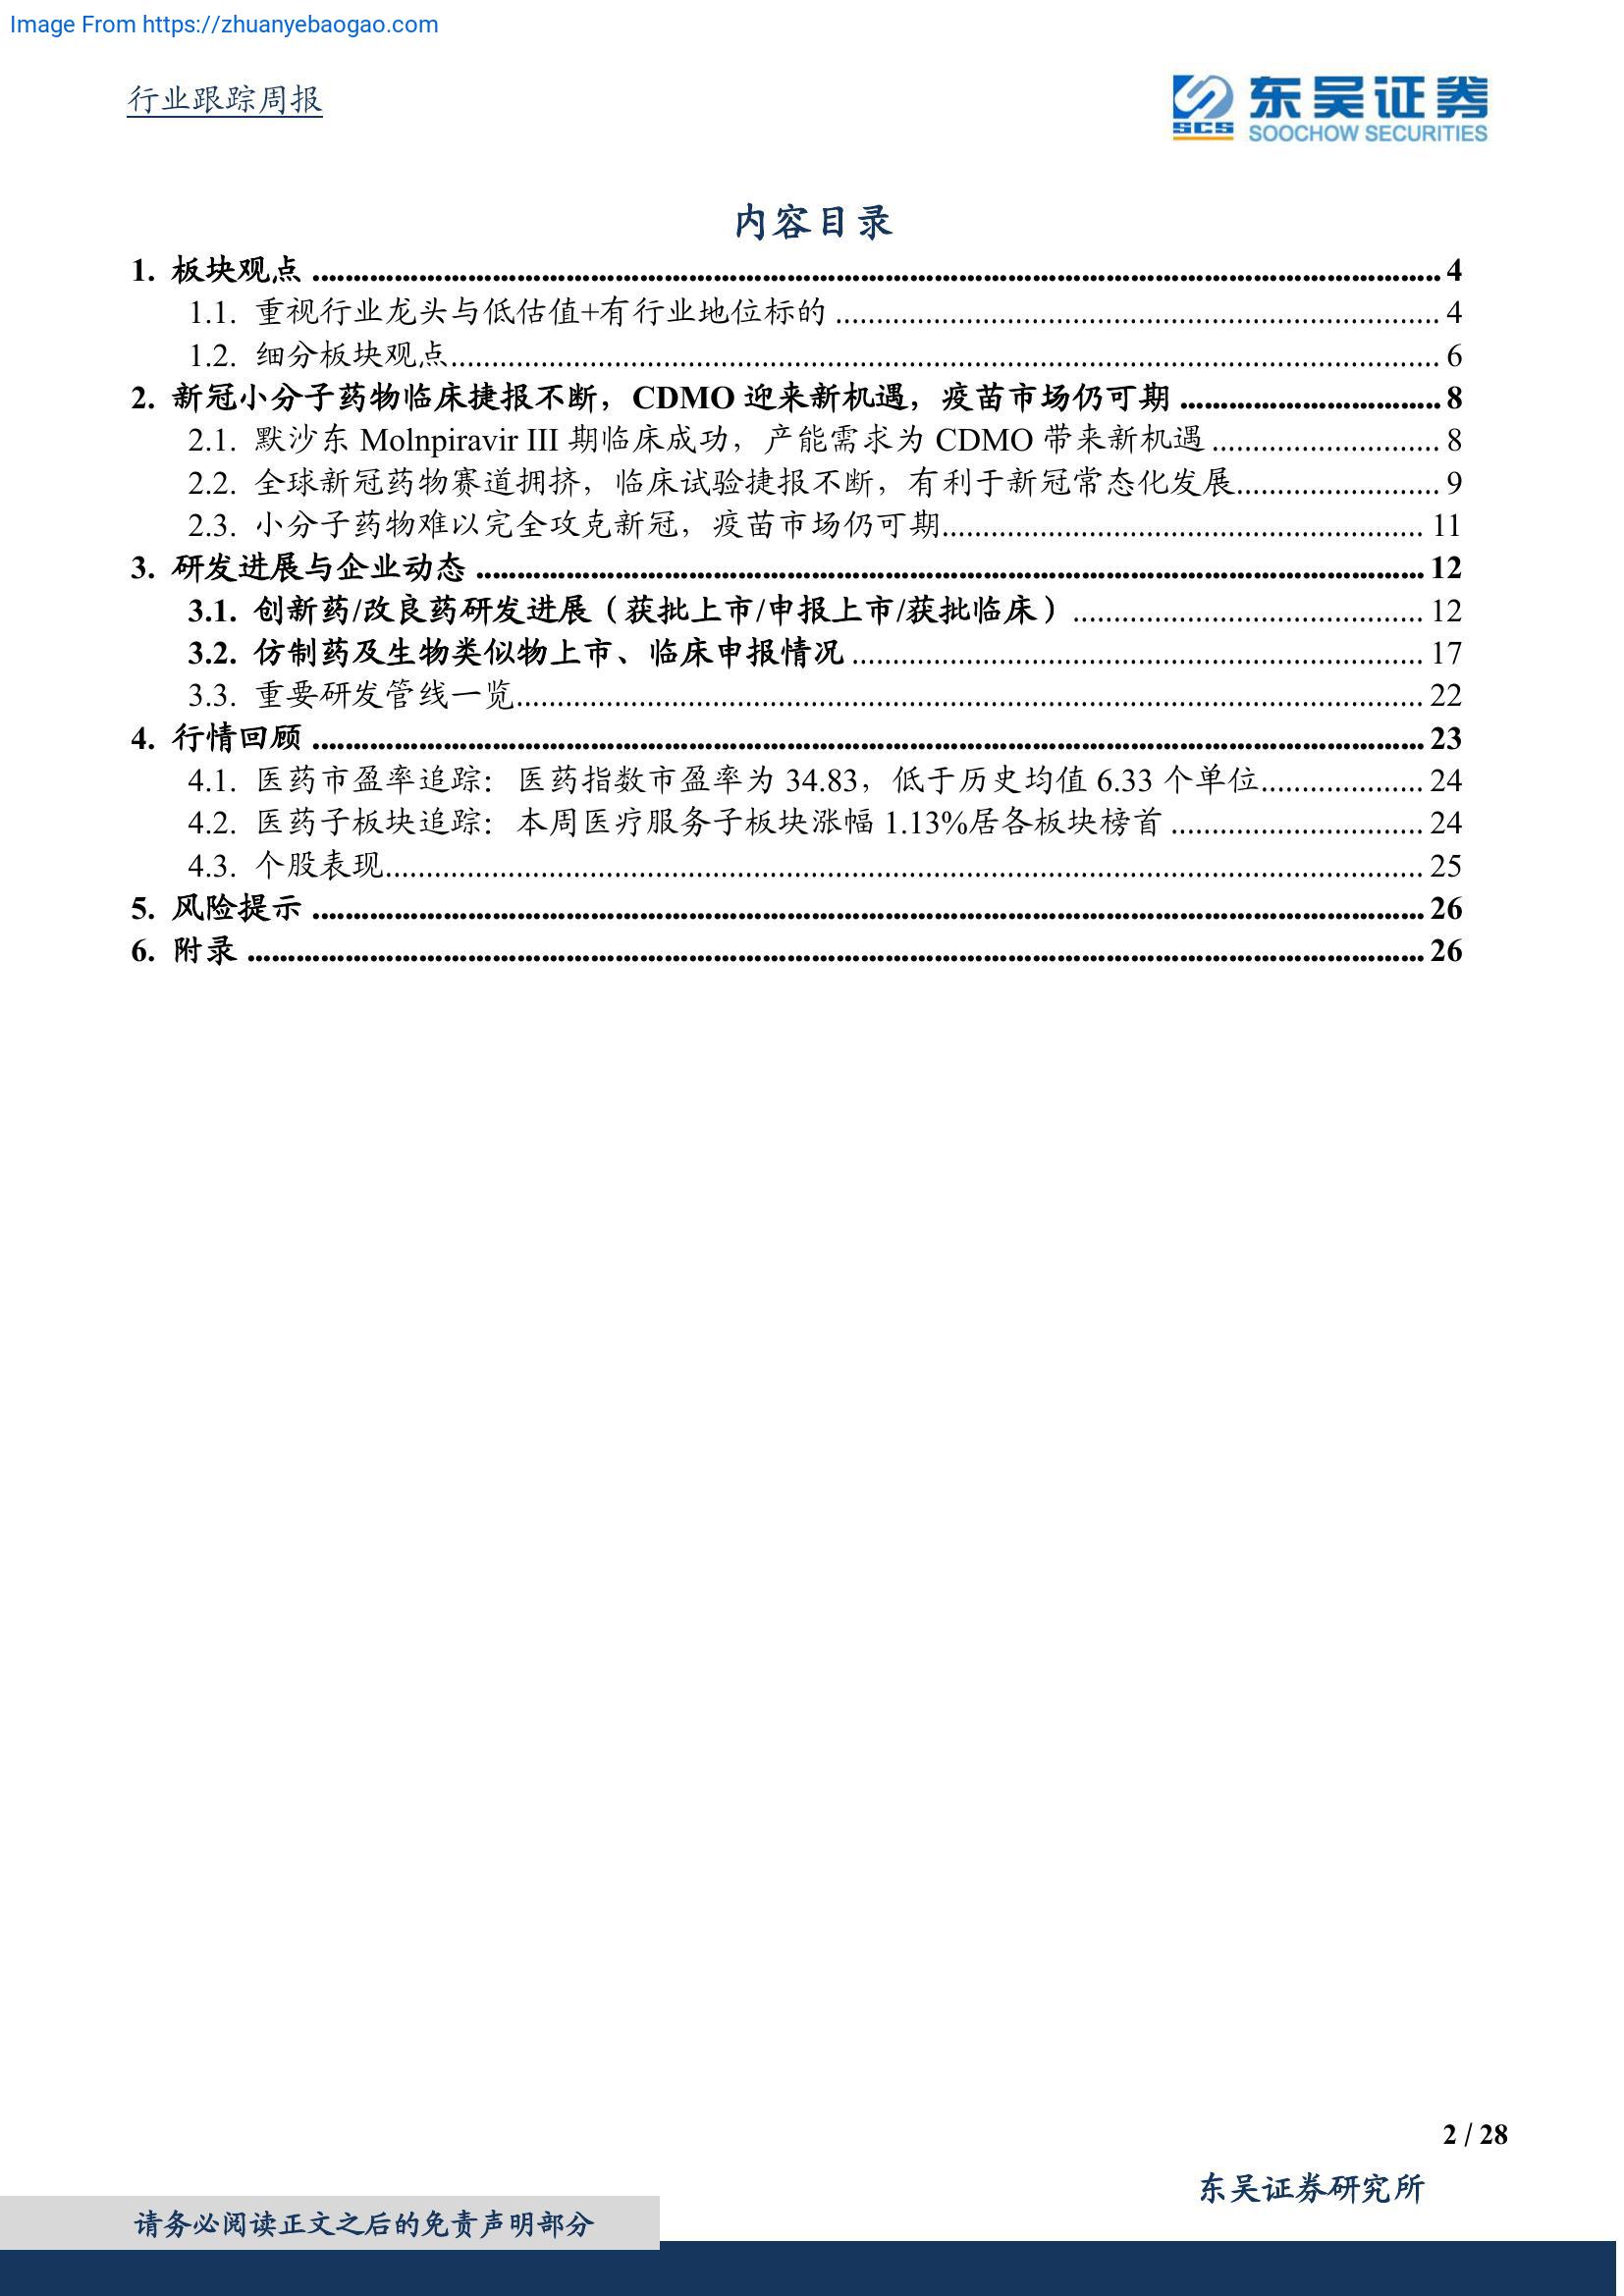 Image From https://zhuanyebaogao.com
行业跟踪周报
SCS 东吴证券
SOOCHOW SECURITIES
内容目录
1. 板块观点 ........ 4
1.1. 重视行业龙头与低估值+有行业地位标的 ........ 4
1.2. 细分板块观点........ 6
2. 新冠小分子药物临床捷报不断，CDMO 迎来新机遇，疫苗市场仍可期 ........ 8
2.1. 默沙东 Molnpiravir III 期临床成功，产能需求为 CDMO 带来新机遇 ........ 8
2.2. 全球新冠药物赛道拥挤，临床试验捷报不断，有利于新冠常态化发展........ 9
2.3. 小分子药物难以完全攻克新冠，疫苗市场仍可期........ 11
3. 研发进展与企业动态 ........ 12
3.1. 创新药/改良药研发进展（获批上市/申报上市/获批临床） ........ 12
3.2. 仿制药及生物类似物上市、临床申报情况 ........ 17
3.3. 重要研发管线一览........ 22
4. 行情回顾 ........ 23
4.1. 医药市盈率追踪：医药指数市盈率为 34.83，低于历史均值 6.33 个单位........ 24
4.2. 医药子板块追踪：本周医疗服务子板块涨幅 1.13%居各板块榜首 ........ 24
4.3. 个股表现........ 25
5. 风险提示 ........ 26
6. 附录 ........ 26
2 / 28
东吴证券研究所
请务必阅读正文之后的免责声明部分